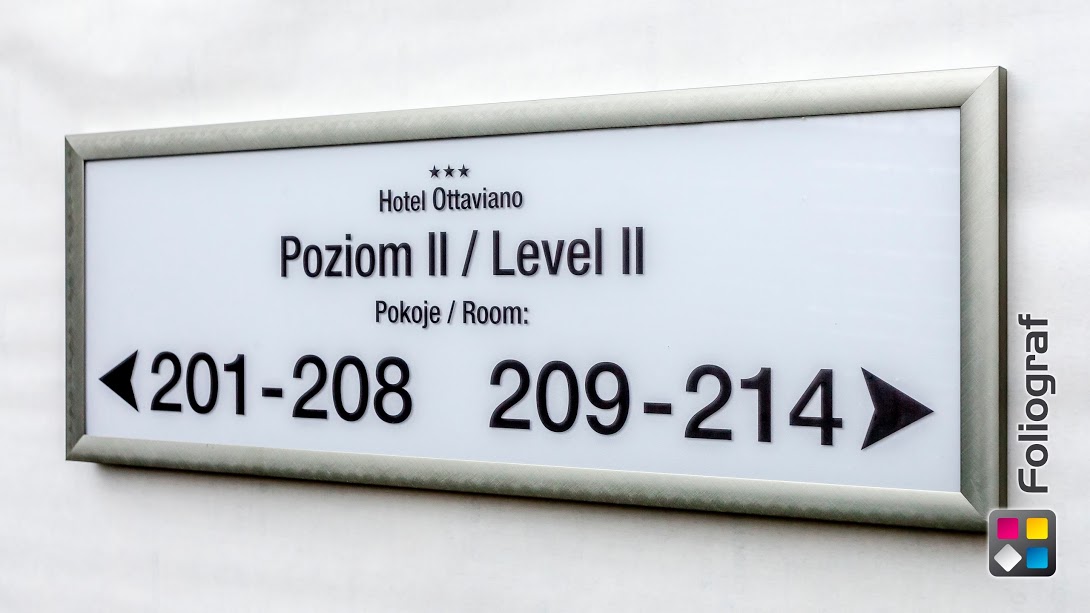 ★★★
Hotel Ottaviano
Poziom II / Level II
Pokoje / Room:
201-208 209-214
Foliograf